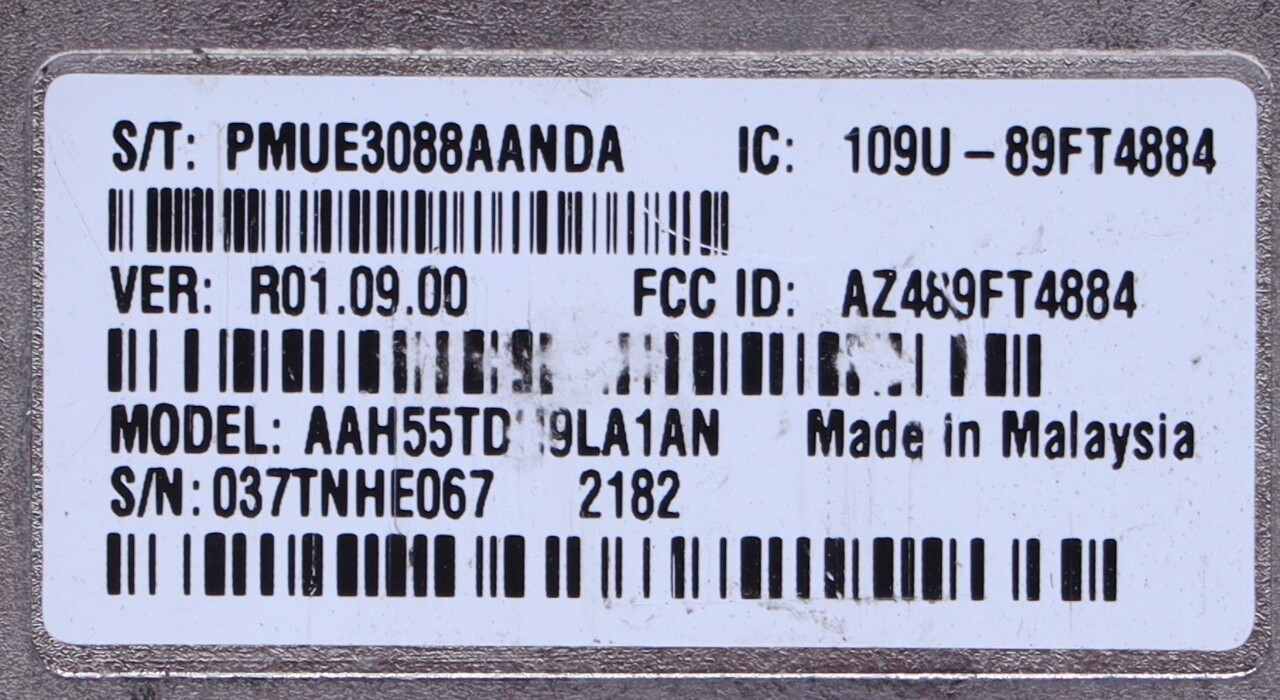 S/T: PMUE3088AANDA IC: 109U-89FT4884
VER: R01.09.00 FCC ID: AZ489FT4884
MODEL: Made in Malaysia
S/N: 037TNHE067 2182